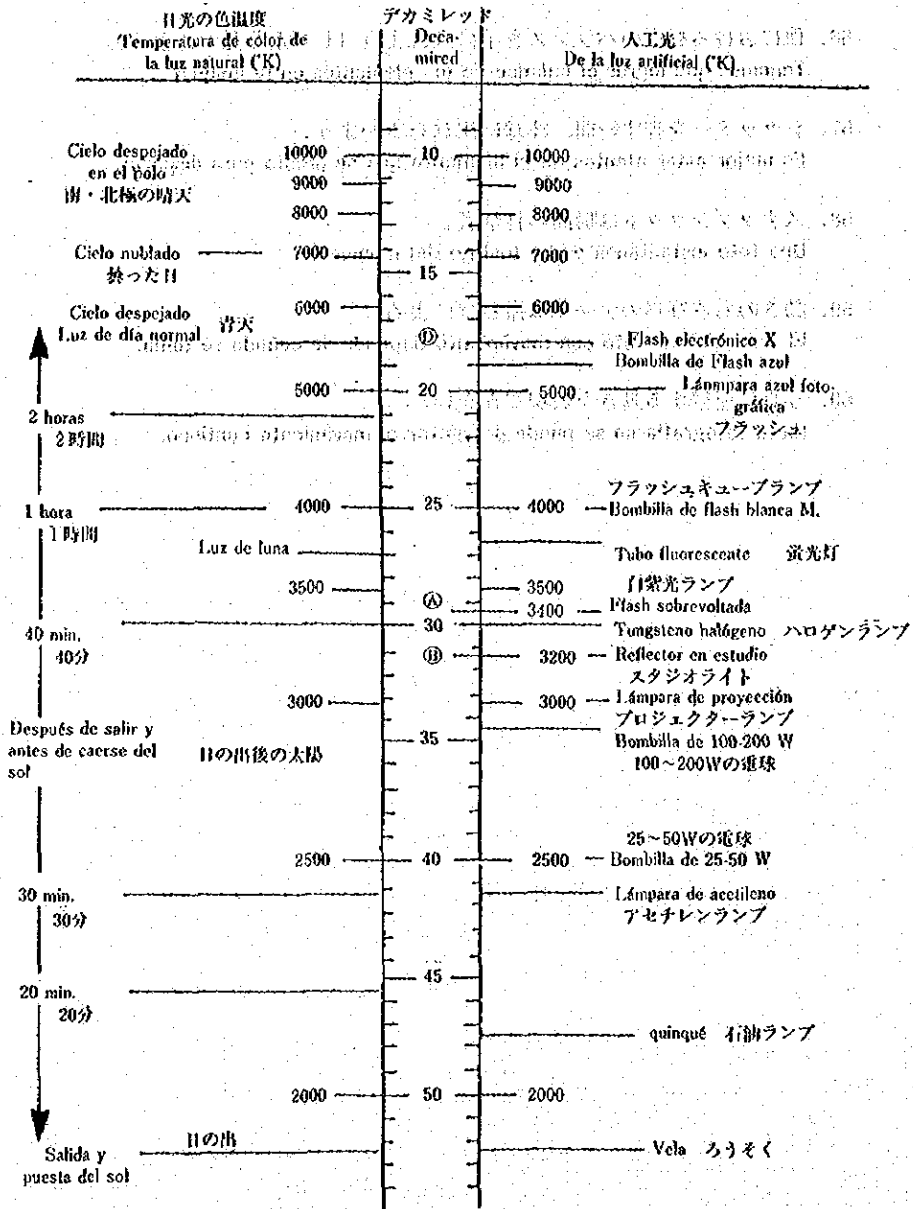 日光の色温度
Temperatura de color de
la luz natural (°K)
デカミレッド
Deca-
mired
人工光
De la luz artificial (°K)
Cielo despejado
en el polo
南・北極の晴天
10000
10
10000
9000
9000
8000
8000
Cielo nublado
曇った日
7000
7000
15
Cielo despejado
Luz de día normal
青天
6000
6000
Ⓓ
Flash electrónico X
Bombilla de Flash azul
5000
20
5000
Lánmpara azul foto-
gráfica
フラッシュ
2 horas
2時間
フラッシュキューブランプ
1 hora
1時間
4000
25
4000
Bombilla de flash blanca M.
Luz de luna
Tubo fluorescente 蛍光灯
3500
3500
白紫光ランプ
Ⓐ
3400
Flash sobrevoltada
40 min.
40分
30
Tungsteno halógeno ハロゲンランプ
Ⓑ
3200
Reflector en estudio
スタジオライト
3000
3000
Lámpara de proyección
プロジェクターランプ
Después de salir y
antes de caerse del
sol
日の出後の太陽
35
Bombilla de 100-200 W
100~200Wの電球
25~50Wの電球
2500
40
2500
Bombilla de 25-50 W
30 min.
30分
Lámpara de acetileno
アセチレンランプ
45
20 min.
20分
quinqué 石油ランプ
2000
50
2000
Salida y
puesta del sol
日の出
Vela ろうそく